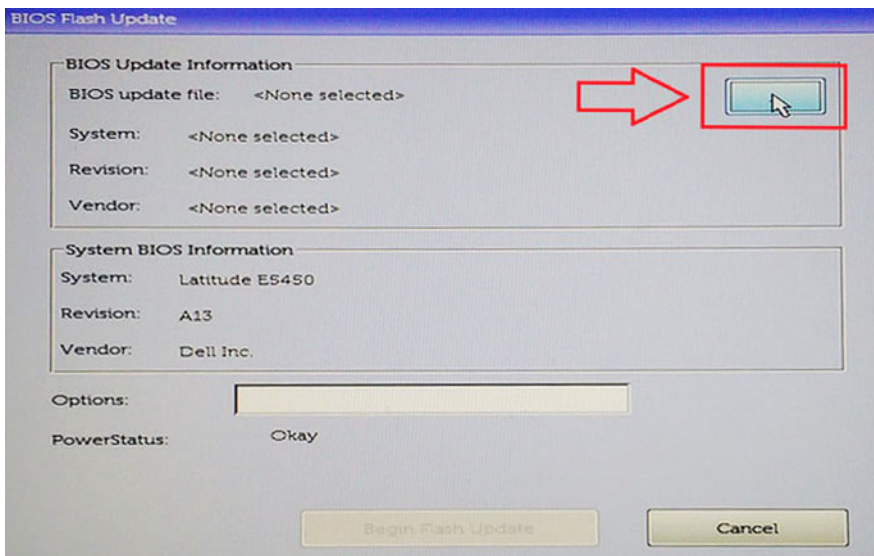 BIOS Flash Update
BIOS Update Information
BIOS update file: <None selected>
System: <None selected>
Revision: <None selected>
Vendor: <None selected>
System BIOS Information
System: Latitude E5450
Revision: A13
Vendor: Dell Inc.
Options:
PowerStatus: Okay
Begin Flash Update Cancel